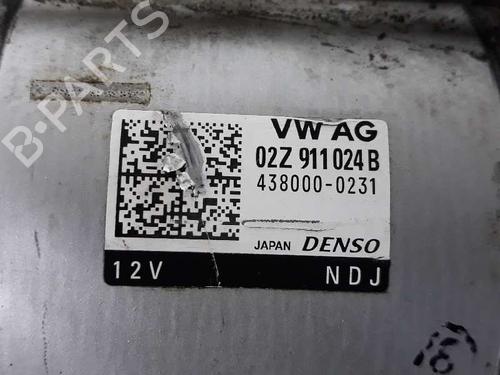 B-PARTS
VW AG
02Z 911 024 B
438000-0231
JAPAN DENSO
12V NDJ